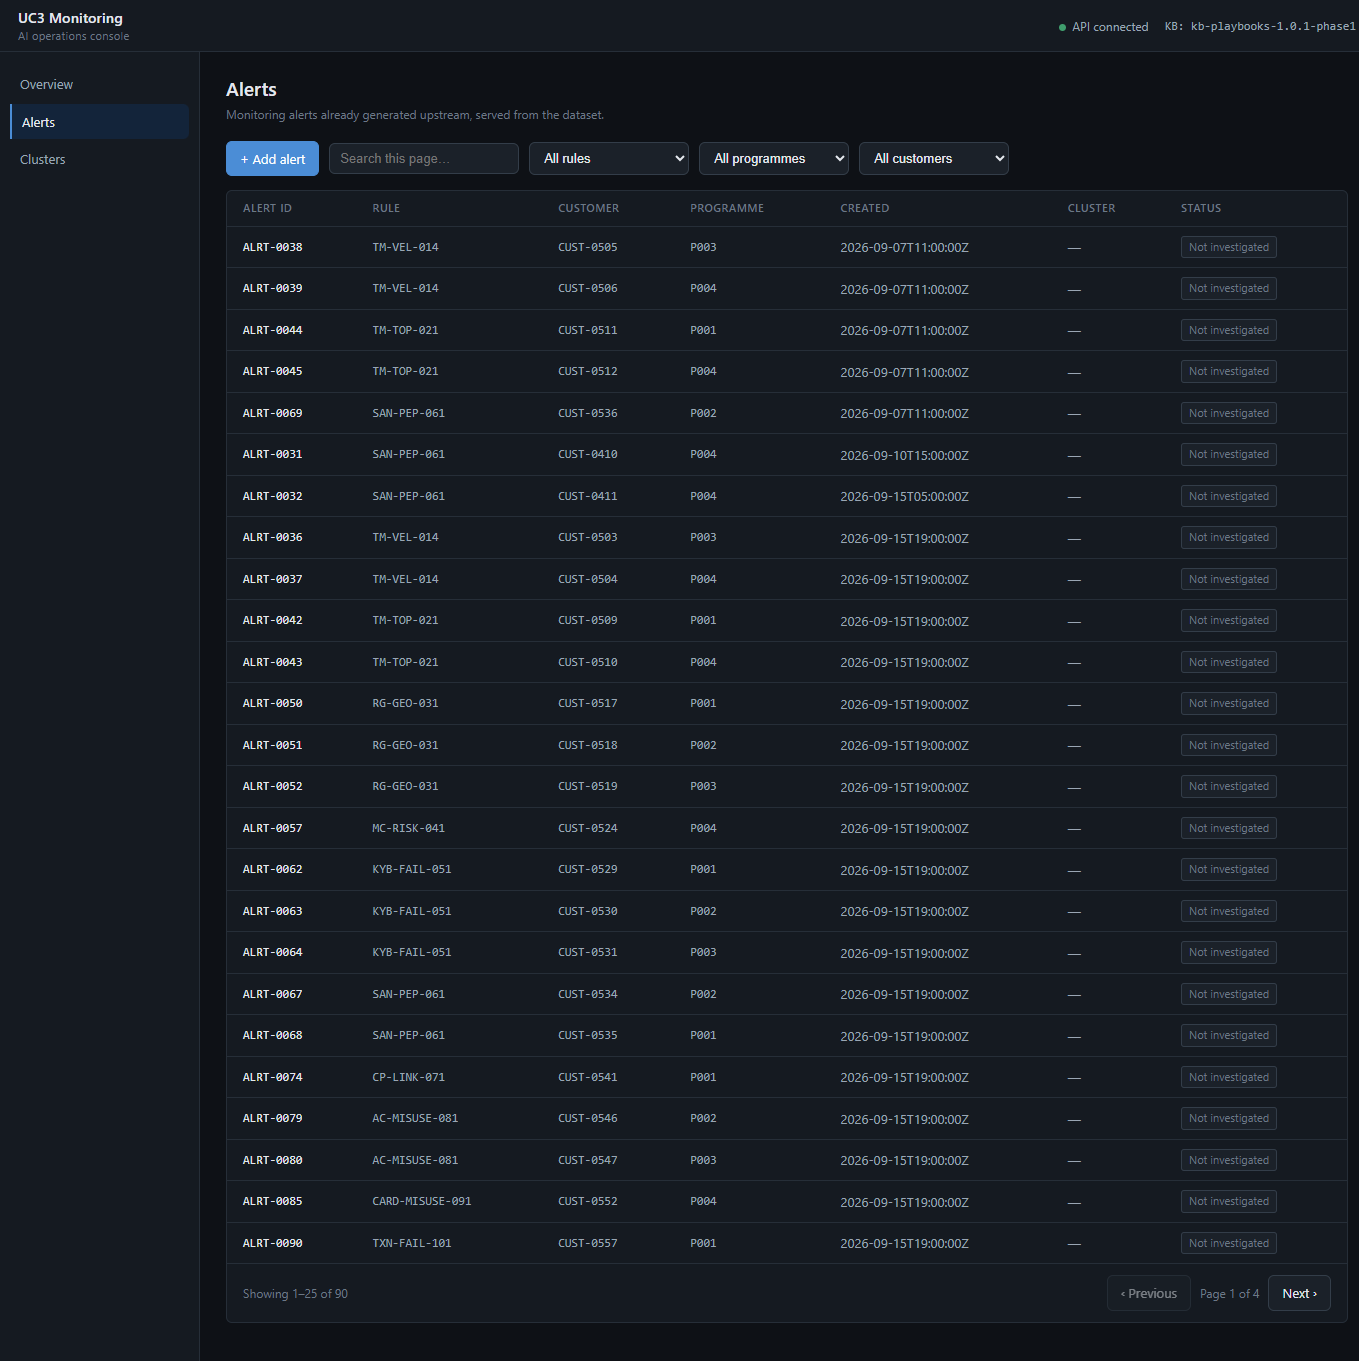 UC3 Monitoring
AI operations console
API connected KB: kb-playbooks-1.0.1-phase1
Overview
Alerts
Clusters
Alerts
Monitoring alerts already generated upstream, served from the dataset.
+ Add alert Search this page... All rules All programmes All customers
ALERT ID RULE CUSTOMER PROGRAMME CREATED CLUSTER STATUS
ALRT-0038 TM-VEL-014 CUST-0505 P003 2026-09-07T11:00:00Z — Not investigated
ALRT-0039 TM-VEL-014 CUST-0506 P004 2026-09-07T11:00:00Z — Not investigated
ALRT-0044 TM-TOP-021 CUST-0511 P001 2026-09-07T11:00:00Z — Not investigated
ALRT-0045 TM-TOP-021 CUST-0512 P004 2026-09-07T11:00:00Z — Not investigated
ALRT-0069 SAN-PEP-061 CUST-0536 P002 2026-09-07T11:00:00Z — Not investigated
ALRT-0031 SAN-PEP-061 CUST-0410 P004 2026-09-10T15:00:00Z — Not investigated
ALRT-0032 SAN-PEP-061 CUST-0411 P004 2026-09-15T05:00:00Z — Not investigated
ALRT-0036 TM-VEL-014 CUST-0503 P003 2026-09-15T19:00:00Z — Not investigated
ALRT-0037 TM-VEL-014 CUST-0504 P004 2026-09-15T19:00:00Z — Not investigated
ALRT-0042 TM-TOP-021 CUST-0509 P001 2026-09-15T19:00:00Z — Not investigated
ALRT-0043 TM-TOP-021 CUST-0510 P004 2026-09-15T19:00:00Z — Not investigated
ALRT-0050 RG-GEO-031 CUST-0517 P001 2026-09-15T19:00:00Z — Not investigated
ALRT-0051 RG-GEO-031 CUST-0518 P002 2026-09-15T19:00:00Z — Not investigated
ALRT-0052 RG-GEO-031 CUST-0519 P003 2026-09-15T19:00:00Z — Not investigated
ALRT-0057 MC-RISK-041 CUST-0524 P004 2026-09-15T19:00:00Z — Not investigated
ALRT-0062 KYB-FAIL-051 CUST-0529 P001 2026-09-15T19:00:00Z — Not investigated
ALRT-0063 KYB-FAIL-051 CUST-0530 P002 2026-09-15T19:00:00Z — Not investigated
ALRT-0064 KYB-FAIL-051 CUST-0531 P003 2026-09-15T19:00:00Z — Not investigated
ALRT-0067 SAN-PEP-061 CUST-0534 P002 2026-09-15T19:00:00Z — Not investigated
ALRT-0068 SAN-PEP-061 CUST-0535 P001 2026-09-15T19:00:00Z — Not investigated
ALRT-0074 CP-LINK-071 CUST-0541 P001 2026-09-15T19:00:00Z — Not investigated
ALRT-0079 AC-MISUSE-081 CUST-0546 P002 2026-09-15T19:00:00Z — Not investigated
ALRT-0080 AC-MISUSE-081 CUST-0547 P003 2026-09-15T19:00:00Z — Not investigated
ALRT-0085 CARD-MISUSE-091 CUST-0552 P004 2026-09-15T19:00:00Z — Not investigated
ALRT-0090 TXN-FAIL-101 CUST-0557 P001 2026-09-15T19:00:00Z — Not investigated
Showing 1–25 of 90 ‹ Previous Page 1 of 4 Next ›